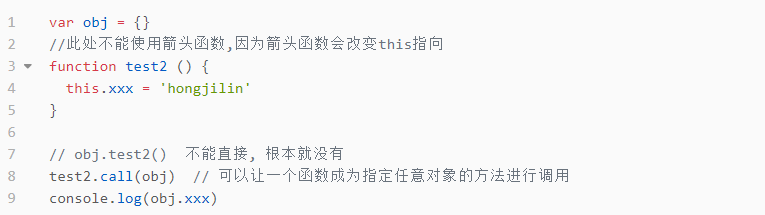 1 var obj = {}
2 //此处不能使用箭头函数,因为箭头函数会改变this指向
3 function test2 () {
4   this.xxx = 'hongjilin'
5 }
6
7 // obj.test2()  不能直接, 根本就没有
8 test2.call(obj)  // 可以让一个函数成为指定任意对象的方法进行调用
9 console.log(obj.xxx)